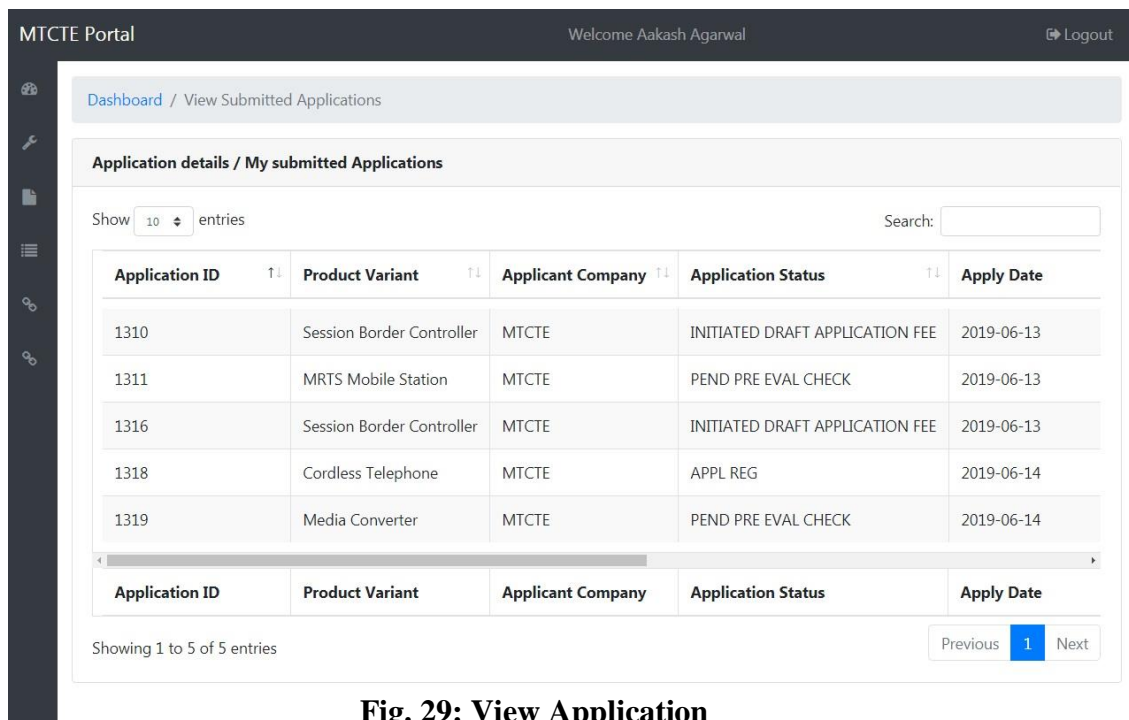 MTCTE Portal Welcome Aakash Agarwal Logout
Dashboard / View Submitted Applications
Application details / My submitted Applications
Show 10 entries Search:
Application ID Product Variant Applicant Company Application Status Apply Date
1310 Session Border Controller MTCTE INITIATED DRAFT APPLICATION FEE 2019-06-13
1311 MRTS Mobile Station MTCTE PEND PRE EVAL CHECK 2019-06-13
1316 Session Border Controller MTCTE INITIATED DRAFT APPLICATION FEE 2019-06-13
1318 Cordless Telephone MTCTE APPL REG 2019-06-14
1319 Media Converter MTCTE PEND PRE EVAL CHECK 2019-06-14
Application ID Product Variant Applicant Company Application Status Apply Date
Showing 1 to 5 of 5 entries Previous 1 Next
Fig. 29: View Application